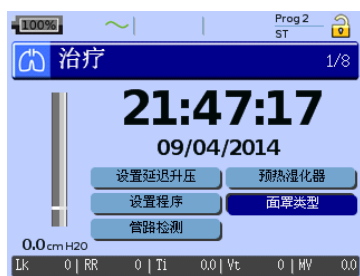 100% Prog 2
ST
治疗 1/8
21:47:17
09/04/2014
设置延迟升压 预热湿化器
设置程序 面罩类型
管路检测
0.0 cm H2O
Lk 0 | RR 0 | Ti 0.0 | Vt 0 | MV 0.0